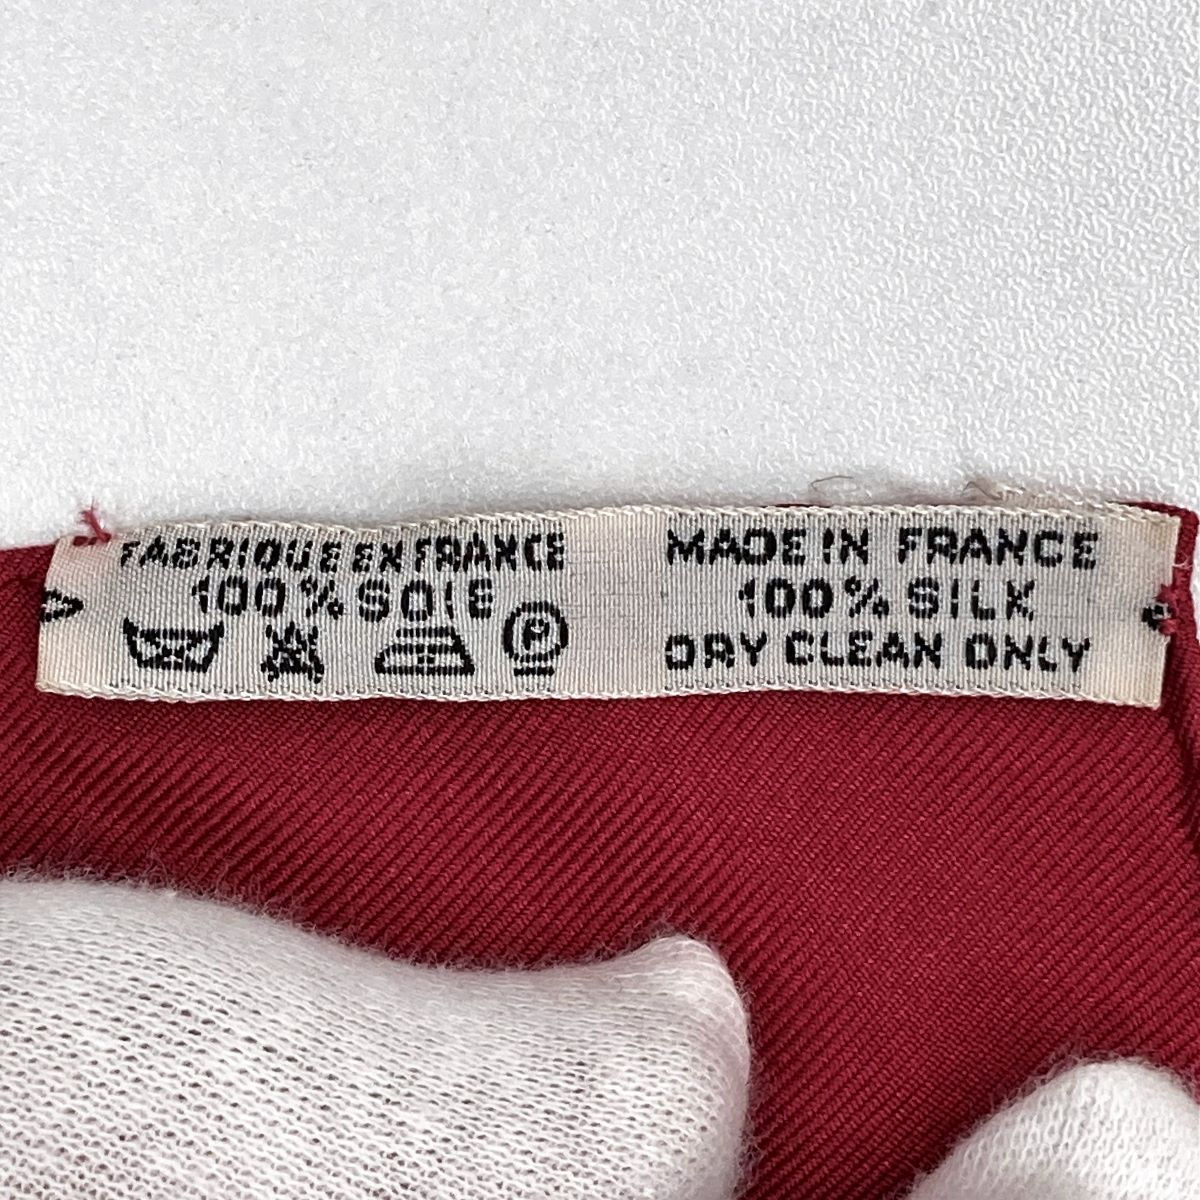 FABRIQUE EN FRANCE
100% SOIE
P
MADE IN FRANCE
100% SILK
DRY CLEAN ONLY